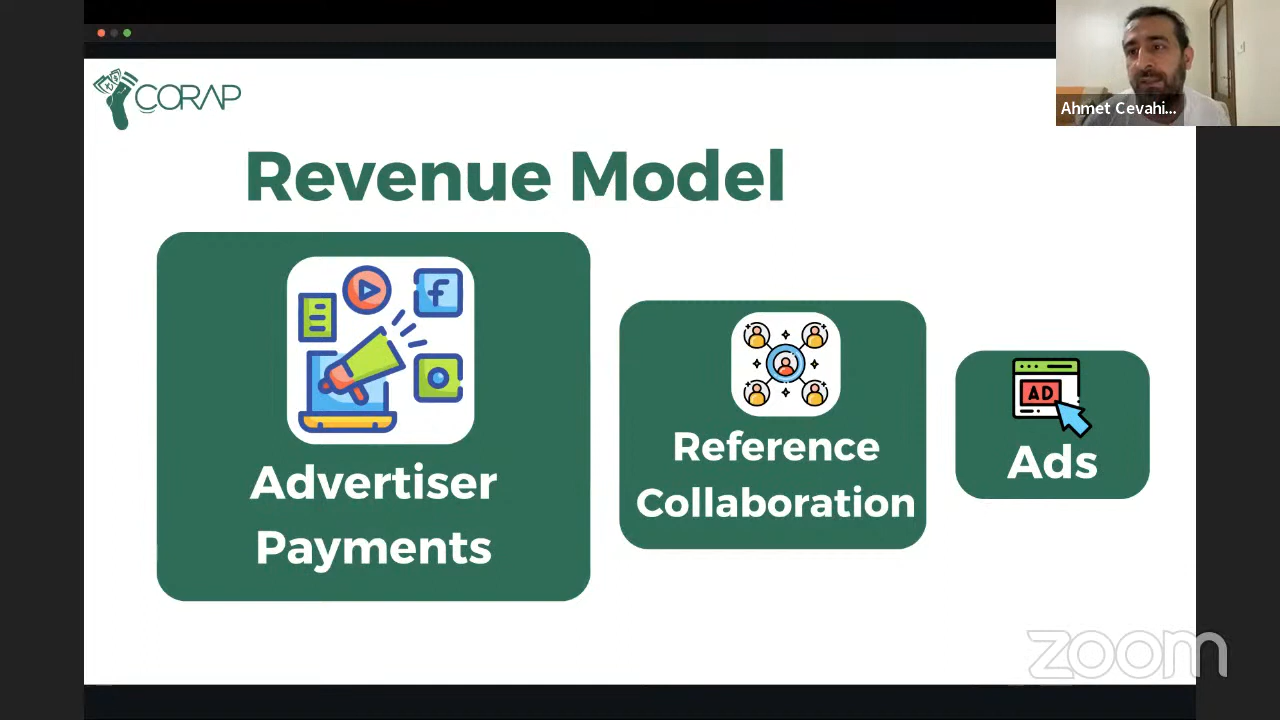 CORAP
Ahmet Cevahi...
Revenue Model
Advertiser
Payments
Reference
Collaboration
AD
Ads
zoom